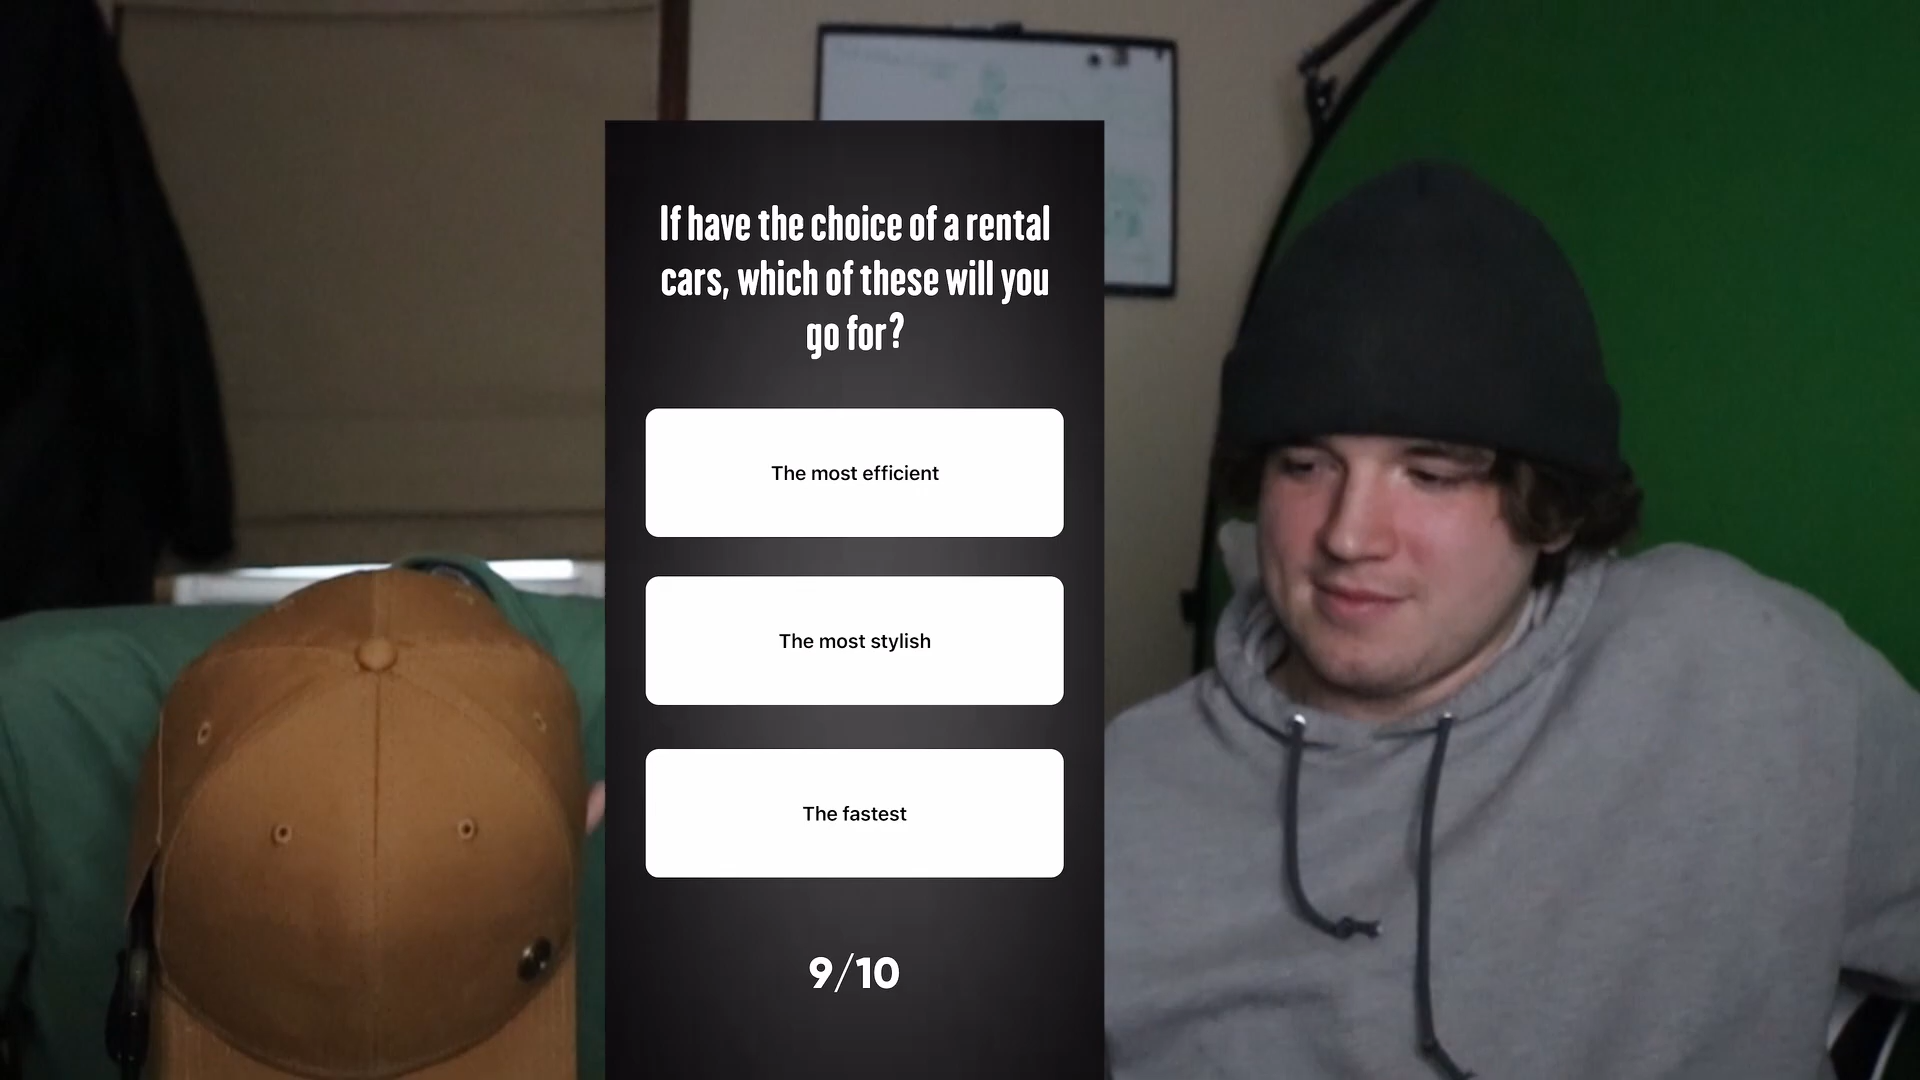 If have the choice of a rental
cars, which of these will you
go for?
The most efficient
The most stylish
The fastest
9/10